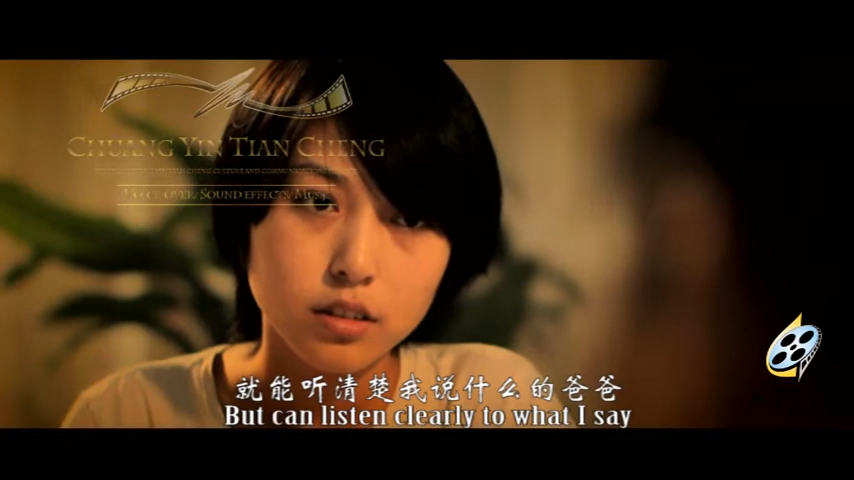 CHUANG YIN TIAN CHENG
VOICE-OVER/SOUND EFFECTS/MUSIC
就能听清楚我说什么的爸爸
But can listen clearly to what I say